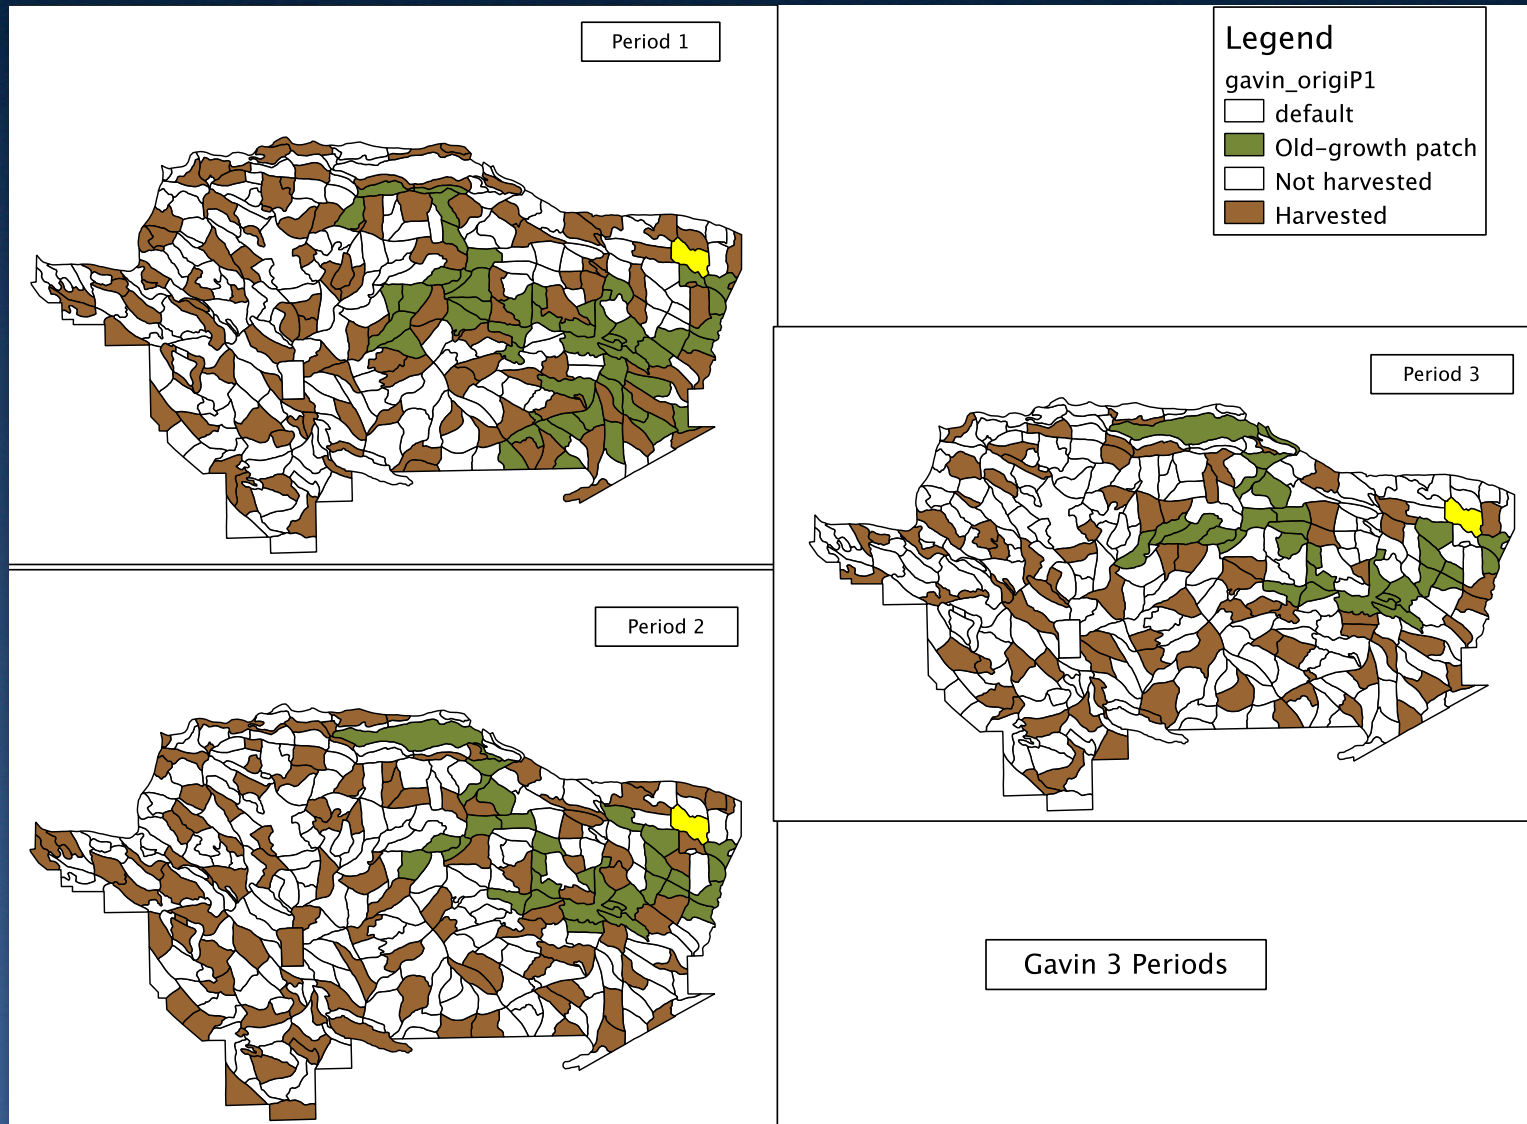 Period 1
Legend
gavin_origiP1
default
Old-growth patch
Not harvested
Harvested
Period 3
Period 2
Gavin 3 Periods